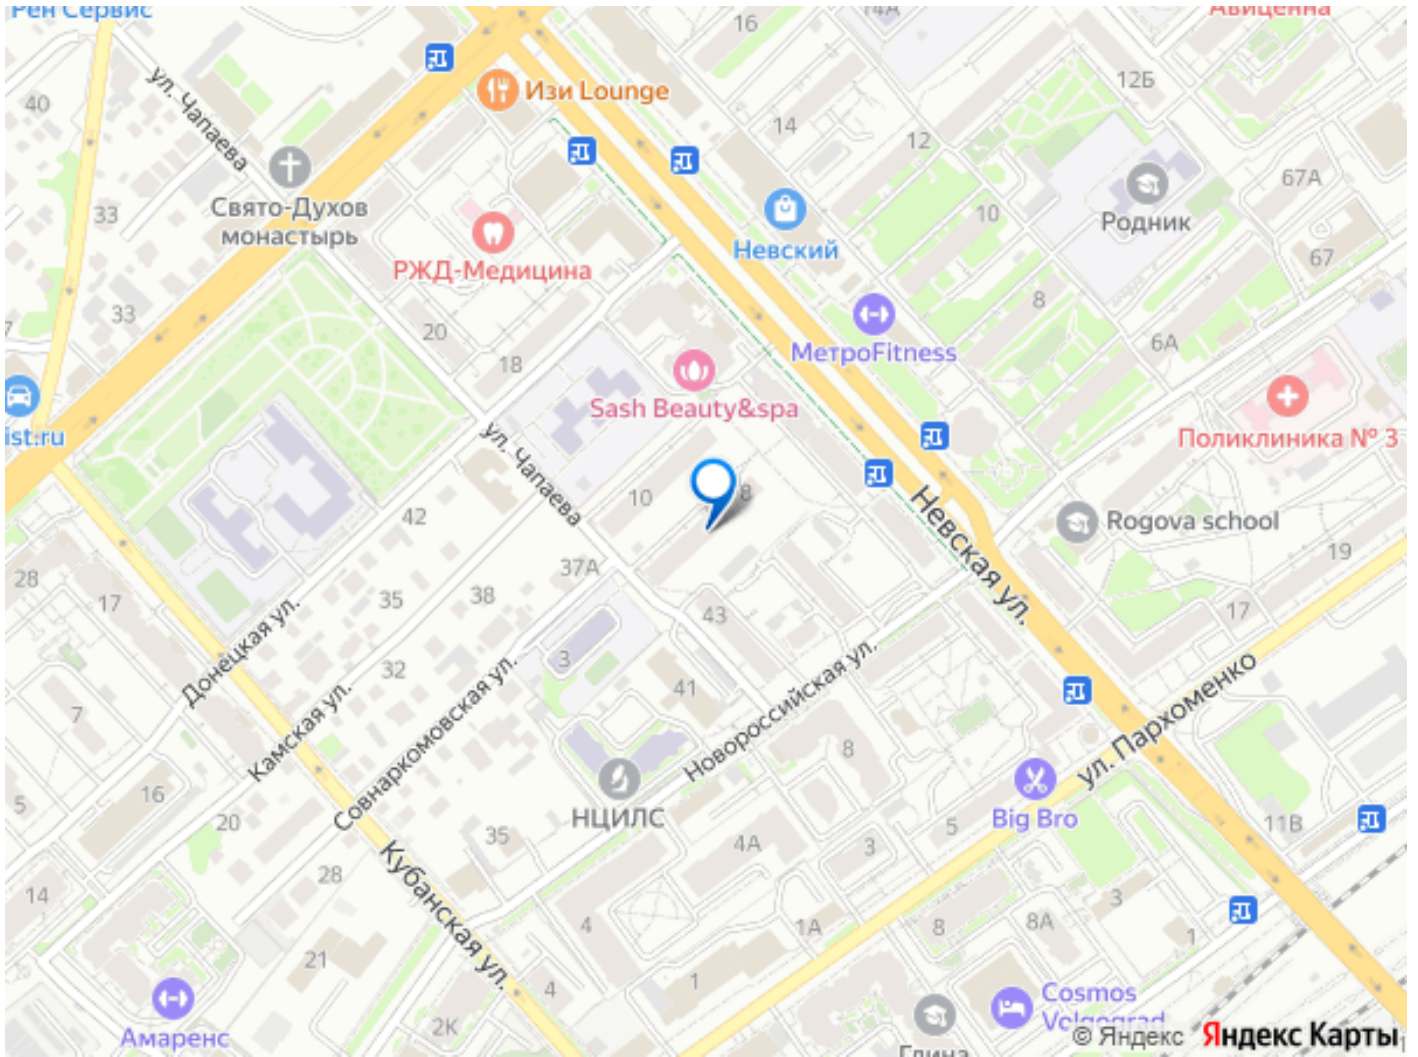 Рен Сервис
Авиценна
16
14А
Изи Lounge
12Б
40
ул. Чапаева
14
12
67А
Свято-Духов
монастырь
33
10
Родник
Невский
67
РЖД-Медицина
33
20
8
18
МетроFitness
6А
Sash Beauty&spa
ist.ru
Поликлиника № 3
ул. Чапаева
10
8
42
Невская ул.
Rogova school
19
28
37А
17
35
38
43
17
Донецкая ул.
3
32
41
7
Камская ул.
Совнаркомовская ул.
Новороссийская ул.
8
ул. Пархоменко
16
5
20
НЦИЛС
Big Bro
5
11В
35
4А
3
Кубанская ул.
28
14
4
1А
8
8А
3
1
21
1
4
Амаренс
2К
Cosmos
Volgograd
Глина
© Яндекс Яндекс Карты